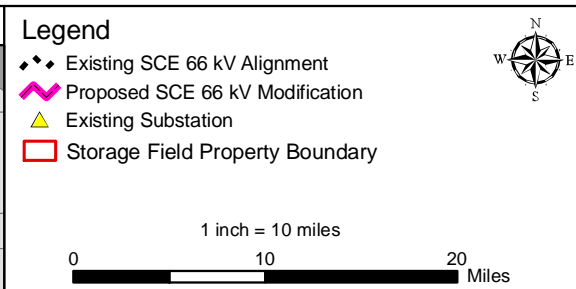 Legend
N
W E
S
Existing SCE 66 kV Alignment
Proposed SCE 66 kV Modification
Existing Substation
Storage Field Property Boundary
1 inch = 10 miles
0 10 20
Miles